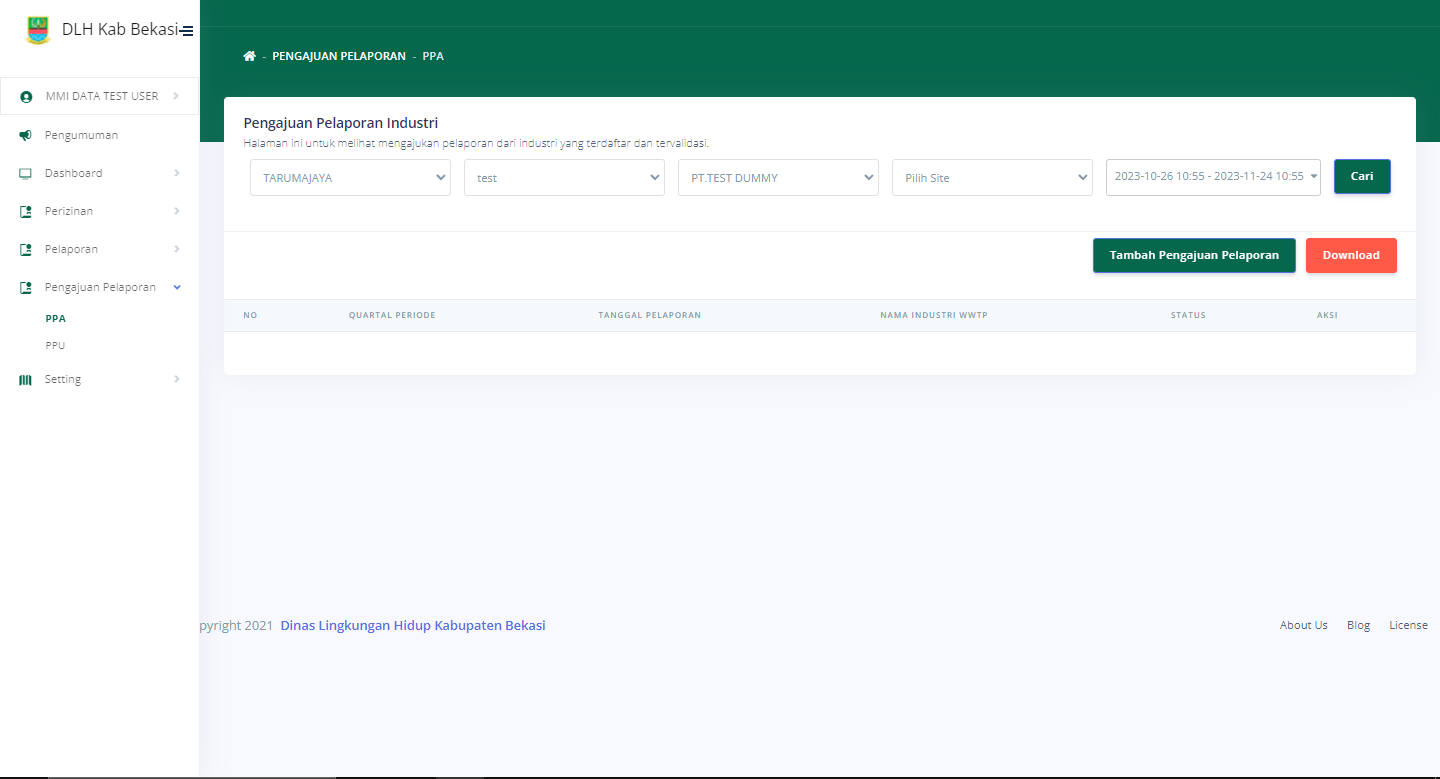 DLH Kab Bekasi
MMI DATA TEST USER
Pengumuman
Dashboard
Perizinan
Pelaporan
Pengajuan Pelaporan
PPA
PPU
Setting
- PENGAJUAN PELAPORAN - PPA
Pengajuan Pelaporan Industri
Halaman ini untuk melihat mengajukan pelaporan dari industri yang terdaftar dan tervalidasi.
TARUMAJAYA test PT.TEST DUMMY Pilih Site 2023-10-26 10:55 - 2023-11-24 10:55 Cari
Tambah Pengajuan Pelaporan Download
NO QUARTAL PERIODE TANGGAL PELAPORAN NAMA INDUSTRI WWTP STATUS AKSI
pyright 2021 Dinas Lingkungan Hidup Kabupaten Bekasi About Us Blog License